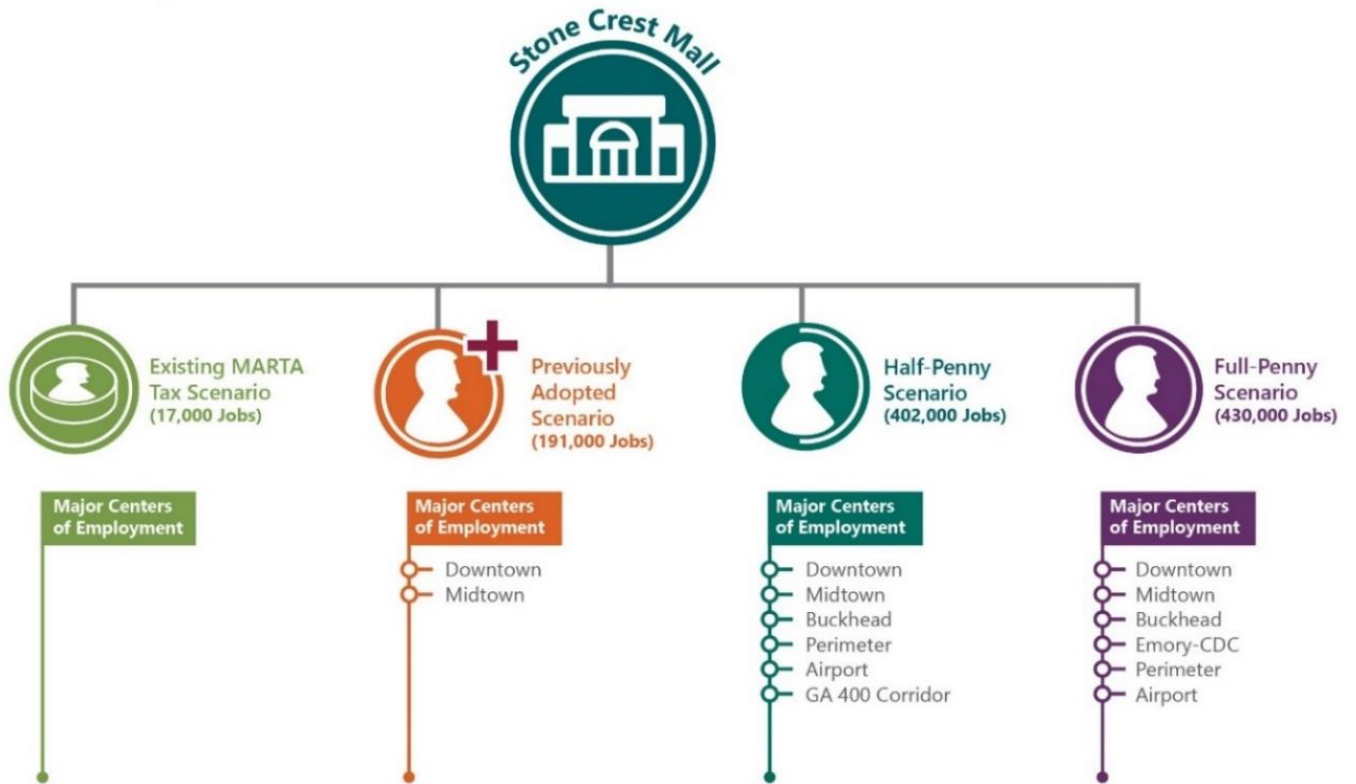 Stone Crest Mall
Existing MARTA
Tax Scenario
(17,000 Jobs)
Previously
Adopted
Scenario
(191,000 Jobs)
Half-Penny
Scenario
(402,000 Jobs)
Full-Penny
Scenario
(430,000 Jobs)
Major Centers
of Employment
Major Centers
of Employment
Downtown
Midtown
Major Centers
of Employment
Downtown
Midtown
Buckhead
Perimeter
Airport
GA 400 Corridor
Major Centers
of Employment
Downtown
Midtown
Buckhead
Emory-CDC
Perimeter
Airport